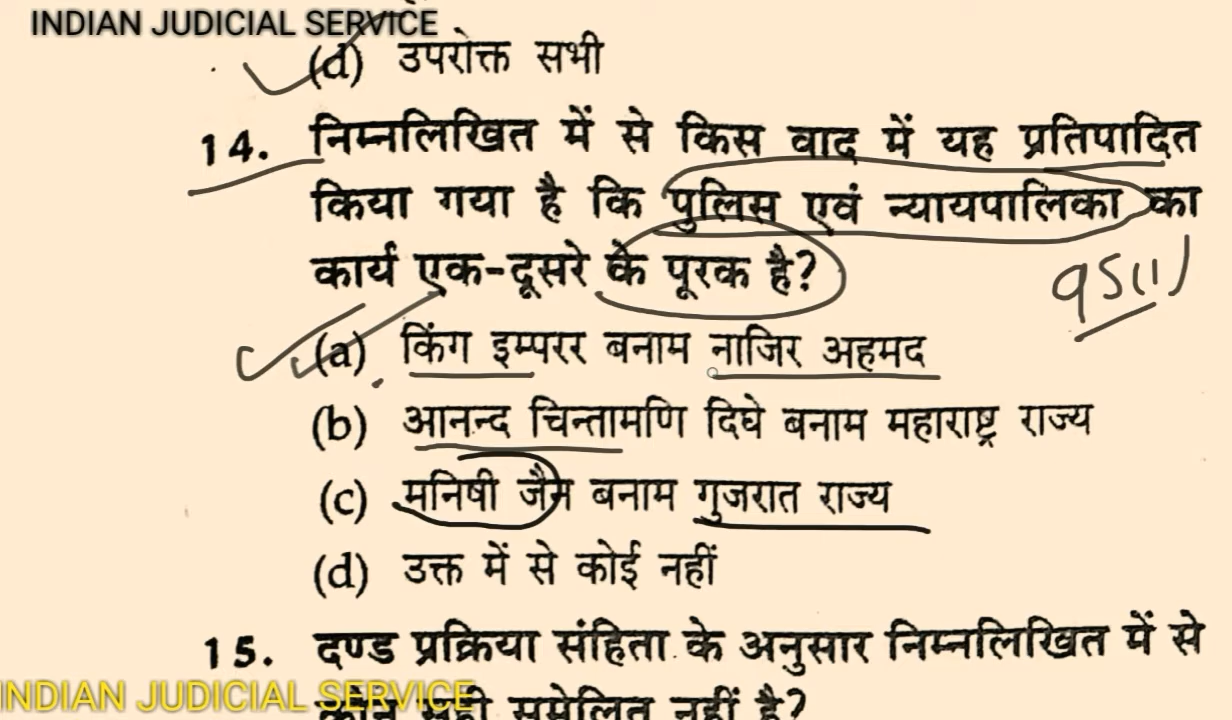 INDIAN JUDICIAL SERVICE
(d) उपरोक्त सभी
14. निम्नलिखित में से किस वाद में यह प्रतिपादित
किया गया है कि पुलिस एवं न्यायपालिका का
कार्य एक-दूसरे के पूरक है?
95(1)
(a) किंग इम्परर बनाम नाजिर अहमद
(b) आनन्द चिन्तामणि दिघे बनाम महाराष्ट्र राज्य
(c) मनिषी जैन बनाम गुजरात राज्य
(d) उक्त में से कोई नहीं
15. दण्ड प्रक्रिया संहिता के अनुसार निम्नलिखित में से
INDIAN JUDICIAL SERVICE
कौन सही सुमेलित नहीं है?